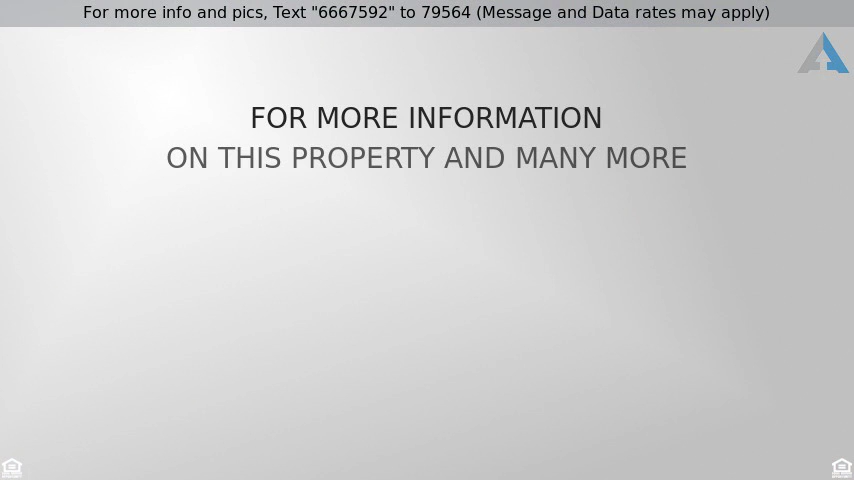 For more info and pics, Text "6667592" to 79564 (Message and Data rates may apply)
FOR MORE INFORMATION
ON THIS PROPERTY AND MANY MORE